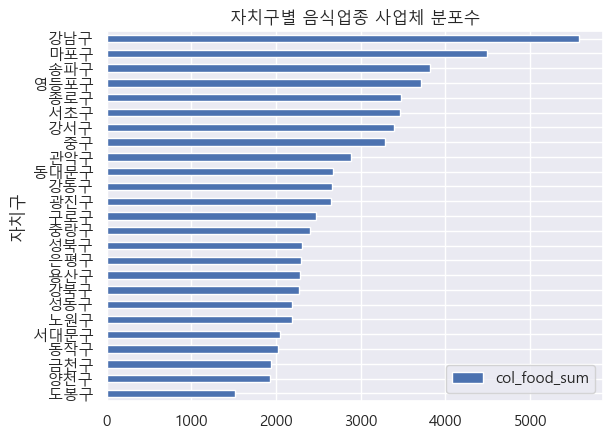 자치구별 음식업종 사업체 분포수
강남구
마포구
송파구
영등포구
종로구
서초구
강서구
중구
관악구
동대문구
강동구
광진구
구로구
중랑구
성북구
은평구
용산구
강북구
성동구
노원구
서대문구
동작구
금천구
양천구
도봉구
자치구
col_food_sum
0 1000 2000 3000 4000 5000